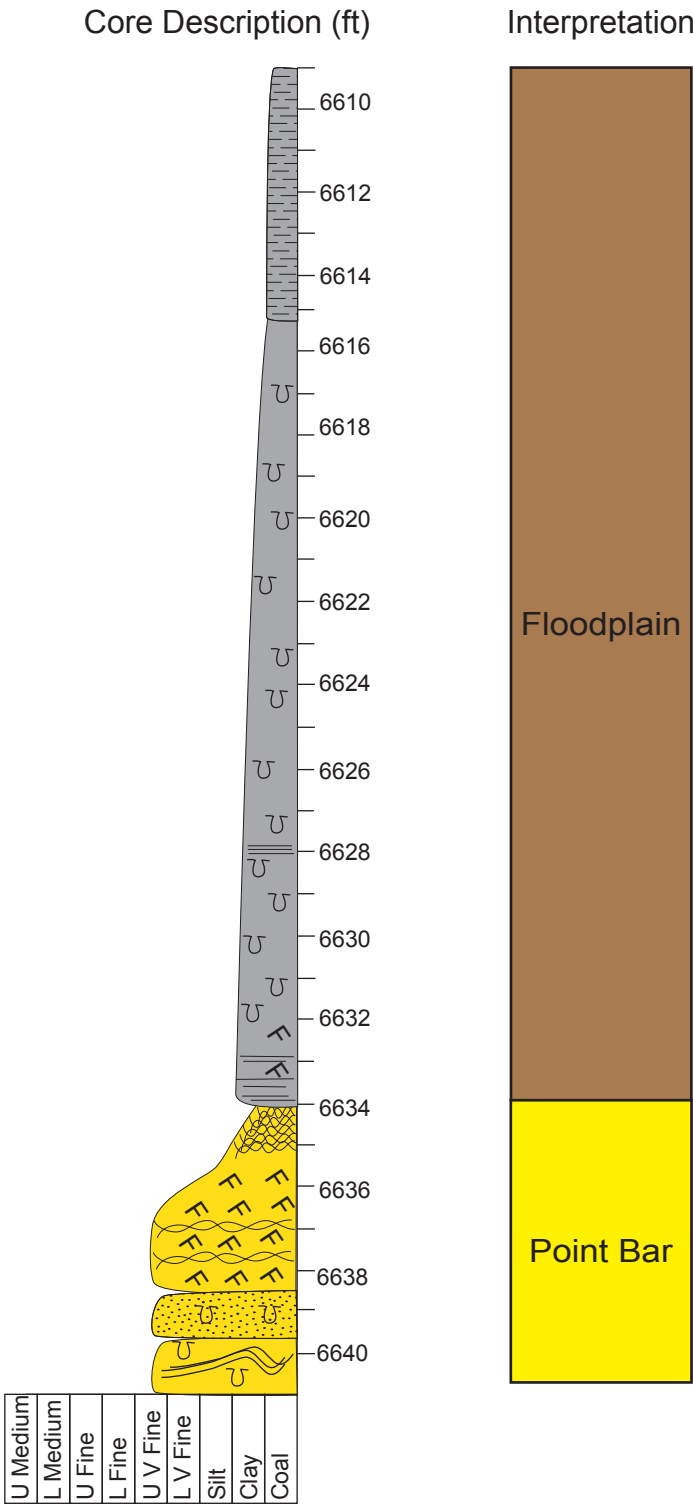 Core Description (ft)
Interpretation
6610
6612
6614
6616
6618
6620
6622
6624
6626
6628
6630
6632
6634
6636
6638
6640
Floodplain
Point Bar
U Medium
L Medium
U Fine
L Fine
U V Fine
L V Fine
Silt
Clay
Coal